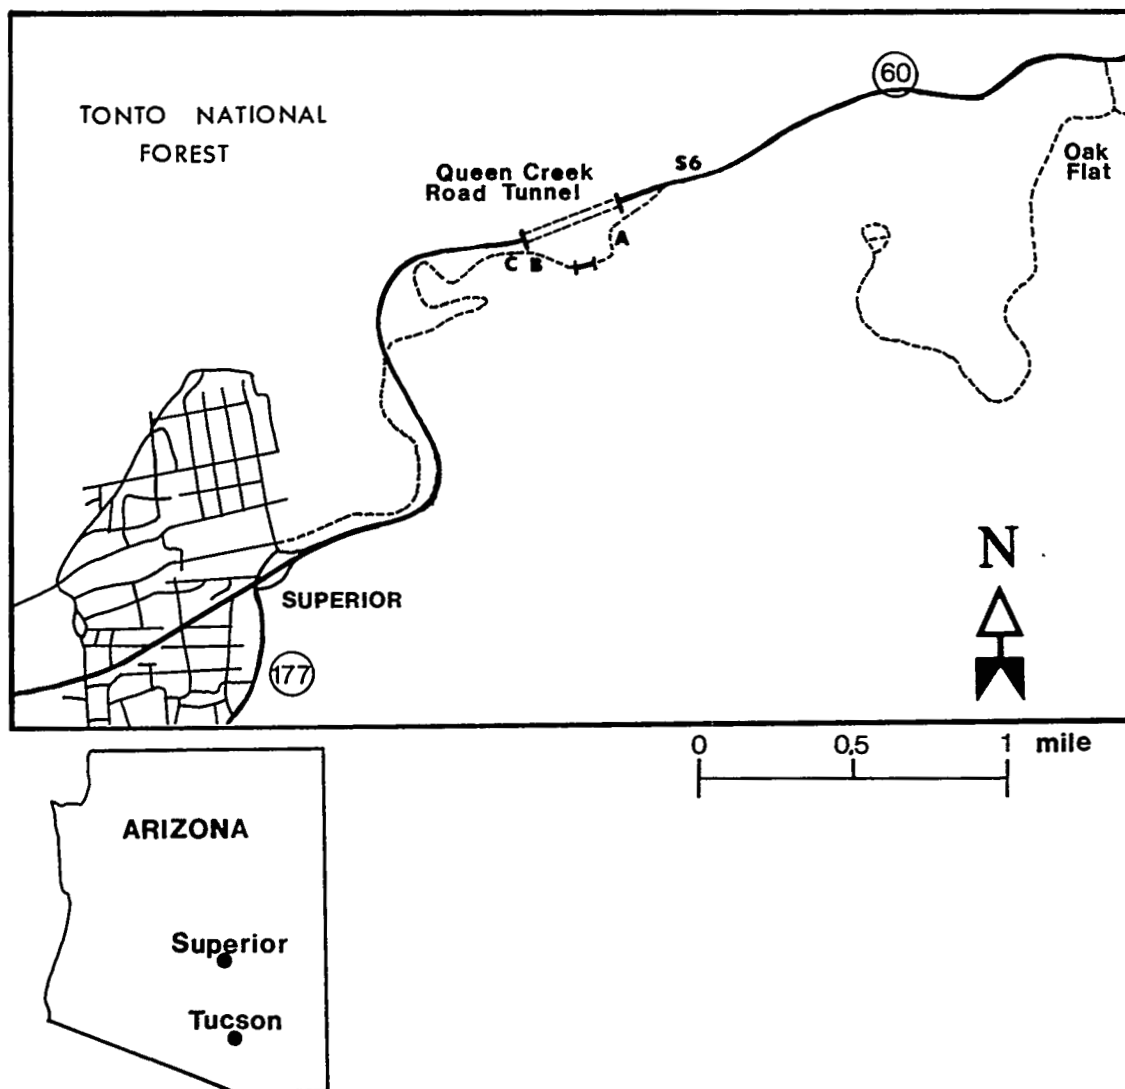 TONTO NATIONAL
FOREST
60
Oak
Flat
S6
Queen Creek
Road Tunnel
A
C B
N
SUPERIOR
177
0 0.5 1 mile
ARIZONA
Superior
Tucson